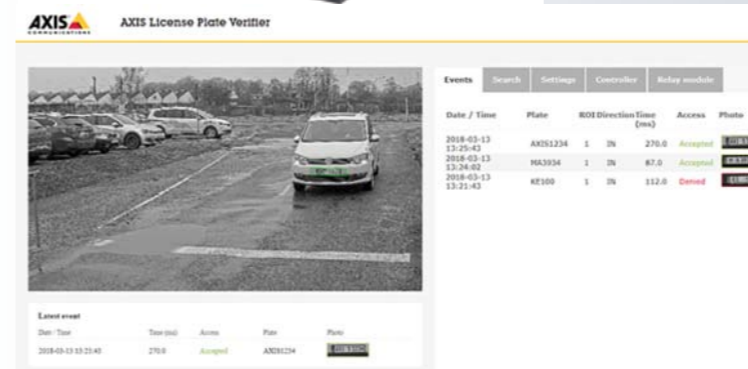 AXIS
COMMUNICATIONS
AXIS License Plate Verifier
Events Search Settings Controller Relay module
Date / Time Plate ROI Direction Time (ms) Access Photo
2018-03-13 13:25:43 AXIS1234 1 IN 270.0 Accepted
2018-03-13 13:24:02 MA3934 1 IN 87.0 Accepted
2018-03-13 13:21:43 KE100 1 IN 112.0 Denied
Latest event
Date / Time Time (ms) Access Plate Photo
2018-03-13 13:25:43 270.0 Accepted AXIS1234